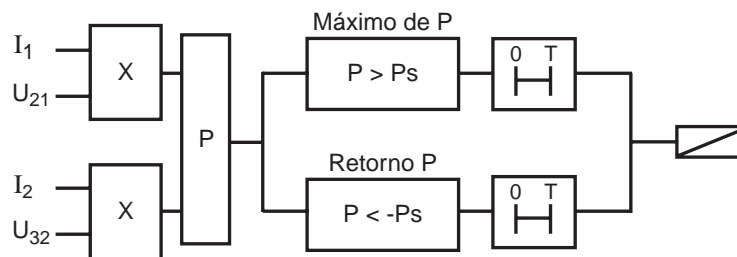 Máximo de P
I1
X
P > Ps
0 T
U21
P
Retorno P
I2
X
P < -Ps
0 T
U32